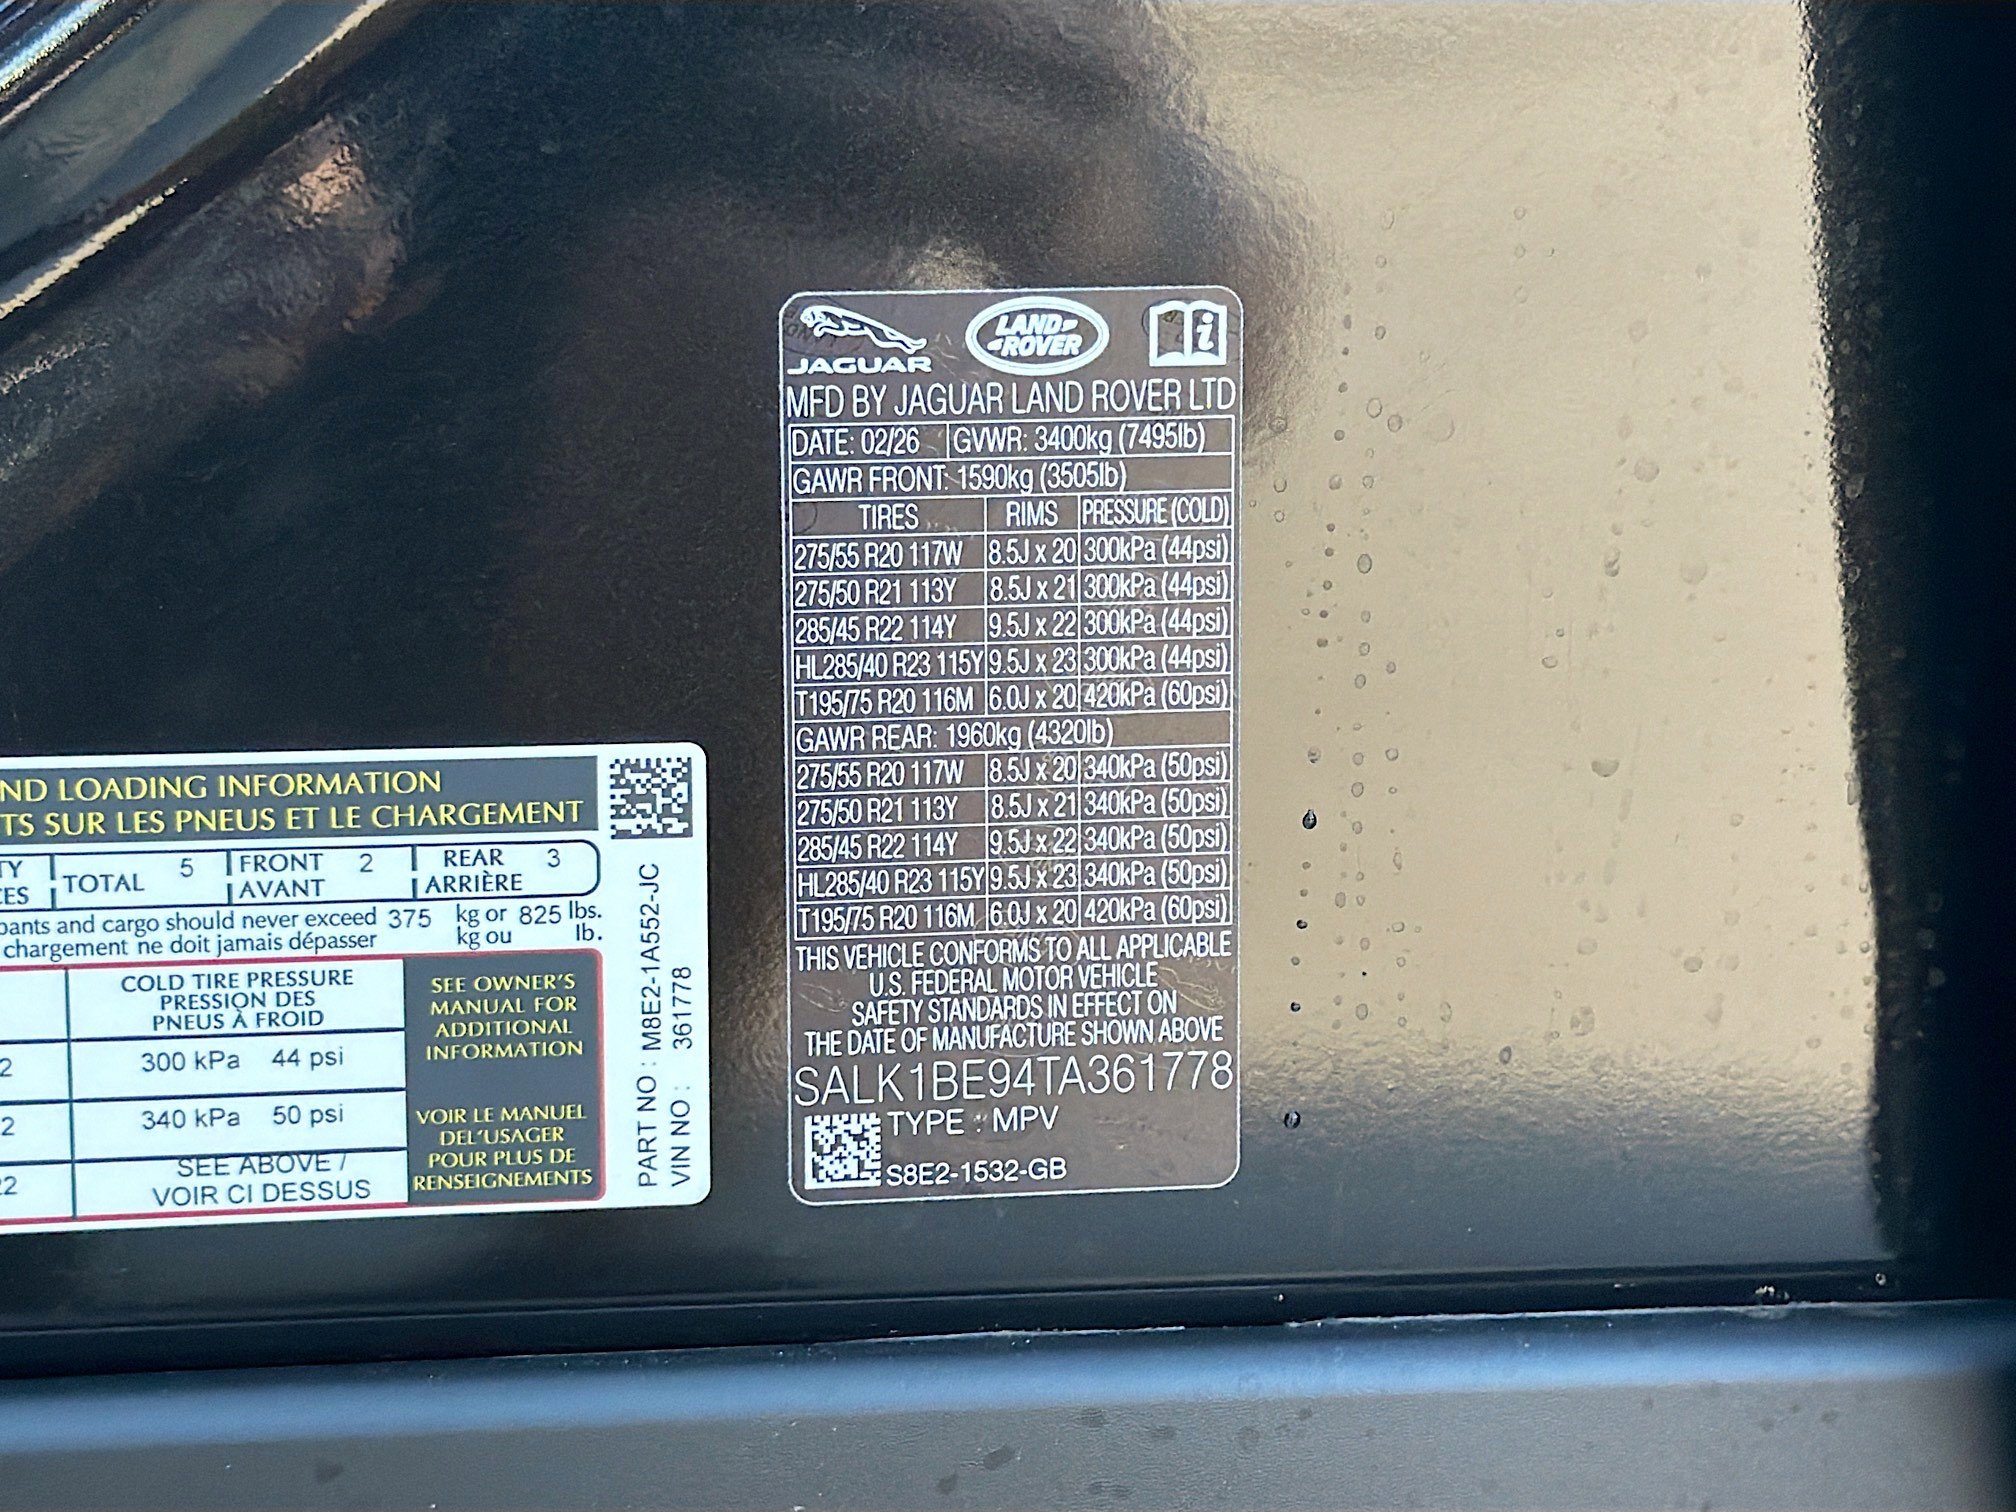 ND LOADING INFORMATION
TS SUR LES PNEUS ET LE CHARGEMENT
TY TOTAL 5 FRONT 2 REAR 3
CES AVANT ARRIÈRE
pants and cargo should never exceed 375 kg or 825 lbs.
chargement ne doit jamais dépasser kg ou lb.
COLD TIRE PRESSURE
PRESSION DES
PNEUS À FROID
2 300 kPa 44 psi
2 340 kPa 50 psi
22 SEE ABOVE /
VOIR CI DESSUS
SEE OWNER'S
MANUAL FOR
ADDITIONAL
INFORMATION
VOIR LE MANUEL
DEL'USAGER
POUR PLUS DE
RENSEIGNEMENTS
PART NO : M8E2-1A552-JC
VIN NO : 361778
JAGUAR
LAND
ROVER
i
MFD BY JAGUAR LAND ROVER LTD
DATE: 02/26 GVWR: 3400kg (7495lb)
GAWR FRONT: 1590kg (3505lb)
TIRES RIMS PRESSURE (COLD)
275/55 R20 117W 8.5J x 20 300kPa (44psi)
275/50 R21 113Y 8.5J x 21 300kPa (44psi)
285/45 R22 114Y 9.5J x 22 300kPa (44psi)
HL285/40 R23 115Y 9.5J x 23 300kPa (44psi)
T195/75 R20 116M 6.0J x 20 420kPa (60psi)
GAWR REAR: 1960kg (4320lb)
275/55 R20 117W 8.5J x 20 340kPa (50psi)
275/50 R21 113Y 8.5J x 21 340kPa (50psi)
285/45 R22 114Y 9.5J x 22 340kPa (50psi)
HL285/40 R23 115Y 9.5J x 23 340kPa (50psi)
T195/75 R20 116M 6.0J x 20 420kPa (60psi)
THIS VEHICLE CONFORMS TO ALL APPLICABLE
U.S. FEDERAL MOTOR VEHICLE
SAFETY STANDARDS IN EFFECT ON
THE DATE OF MANUFACTURE SHOWN ABOVE
SALK1BE94TA361778
TYPE : MPV
S8E2-1532-GB